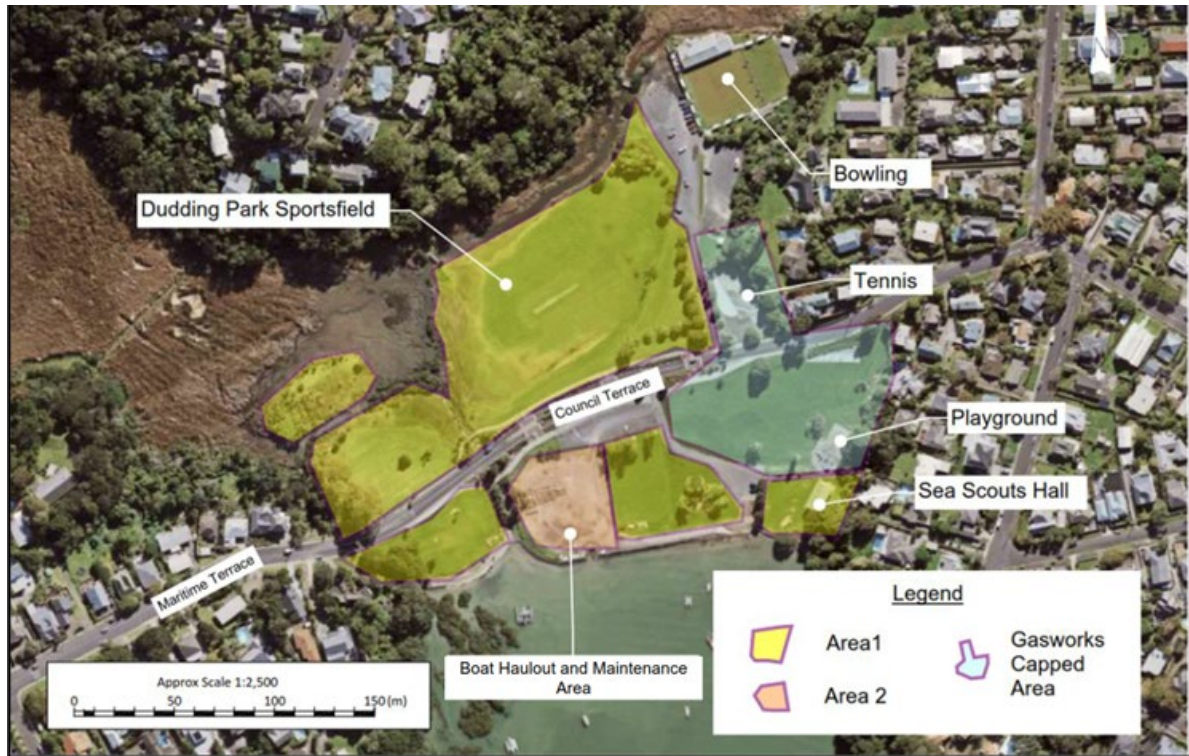 N
Bowling
Dudding Park Sportsfield
Tennis
Council Terrace
Playground
Sea Scouts Hall
Maritime Terrace
Boat Haulout and Maintenance
Area
Approx Scale 1:2,500
0 50 100 150 (m)
Legend
Area1
Area 2
Gasworks
Capped
Area